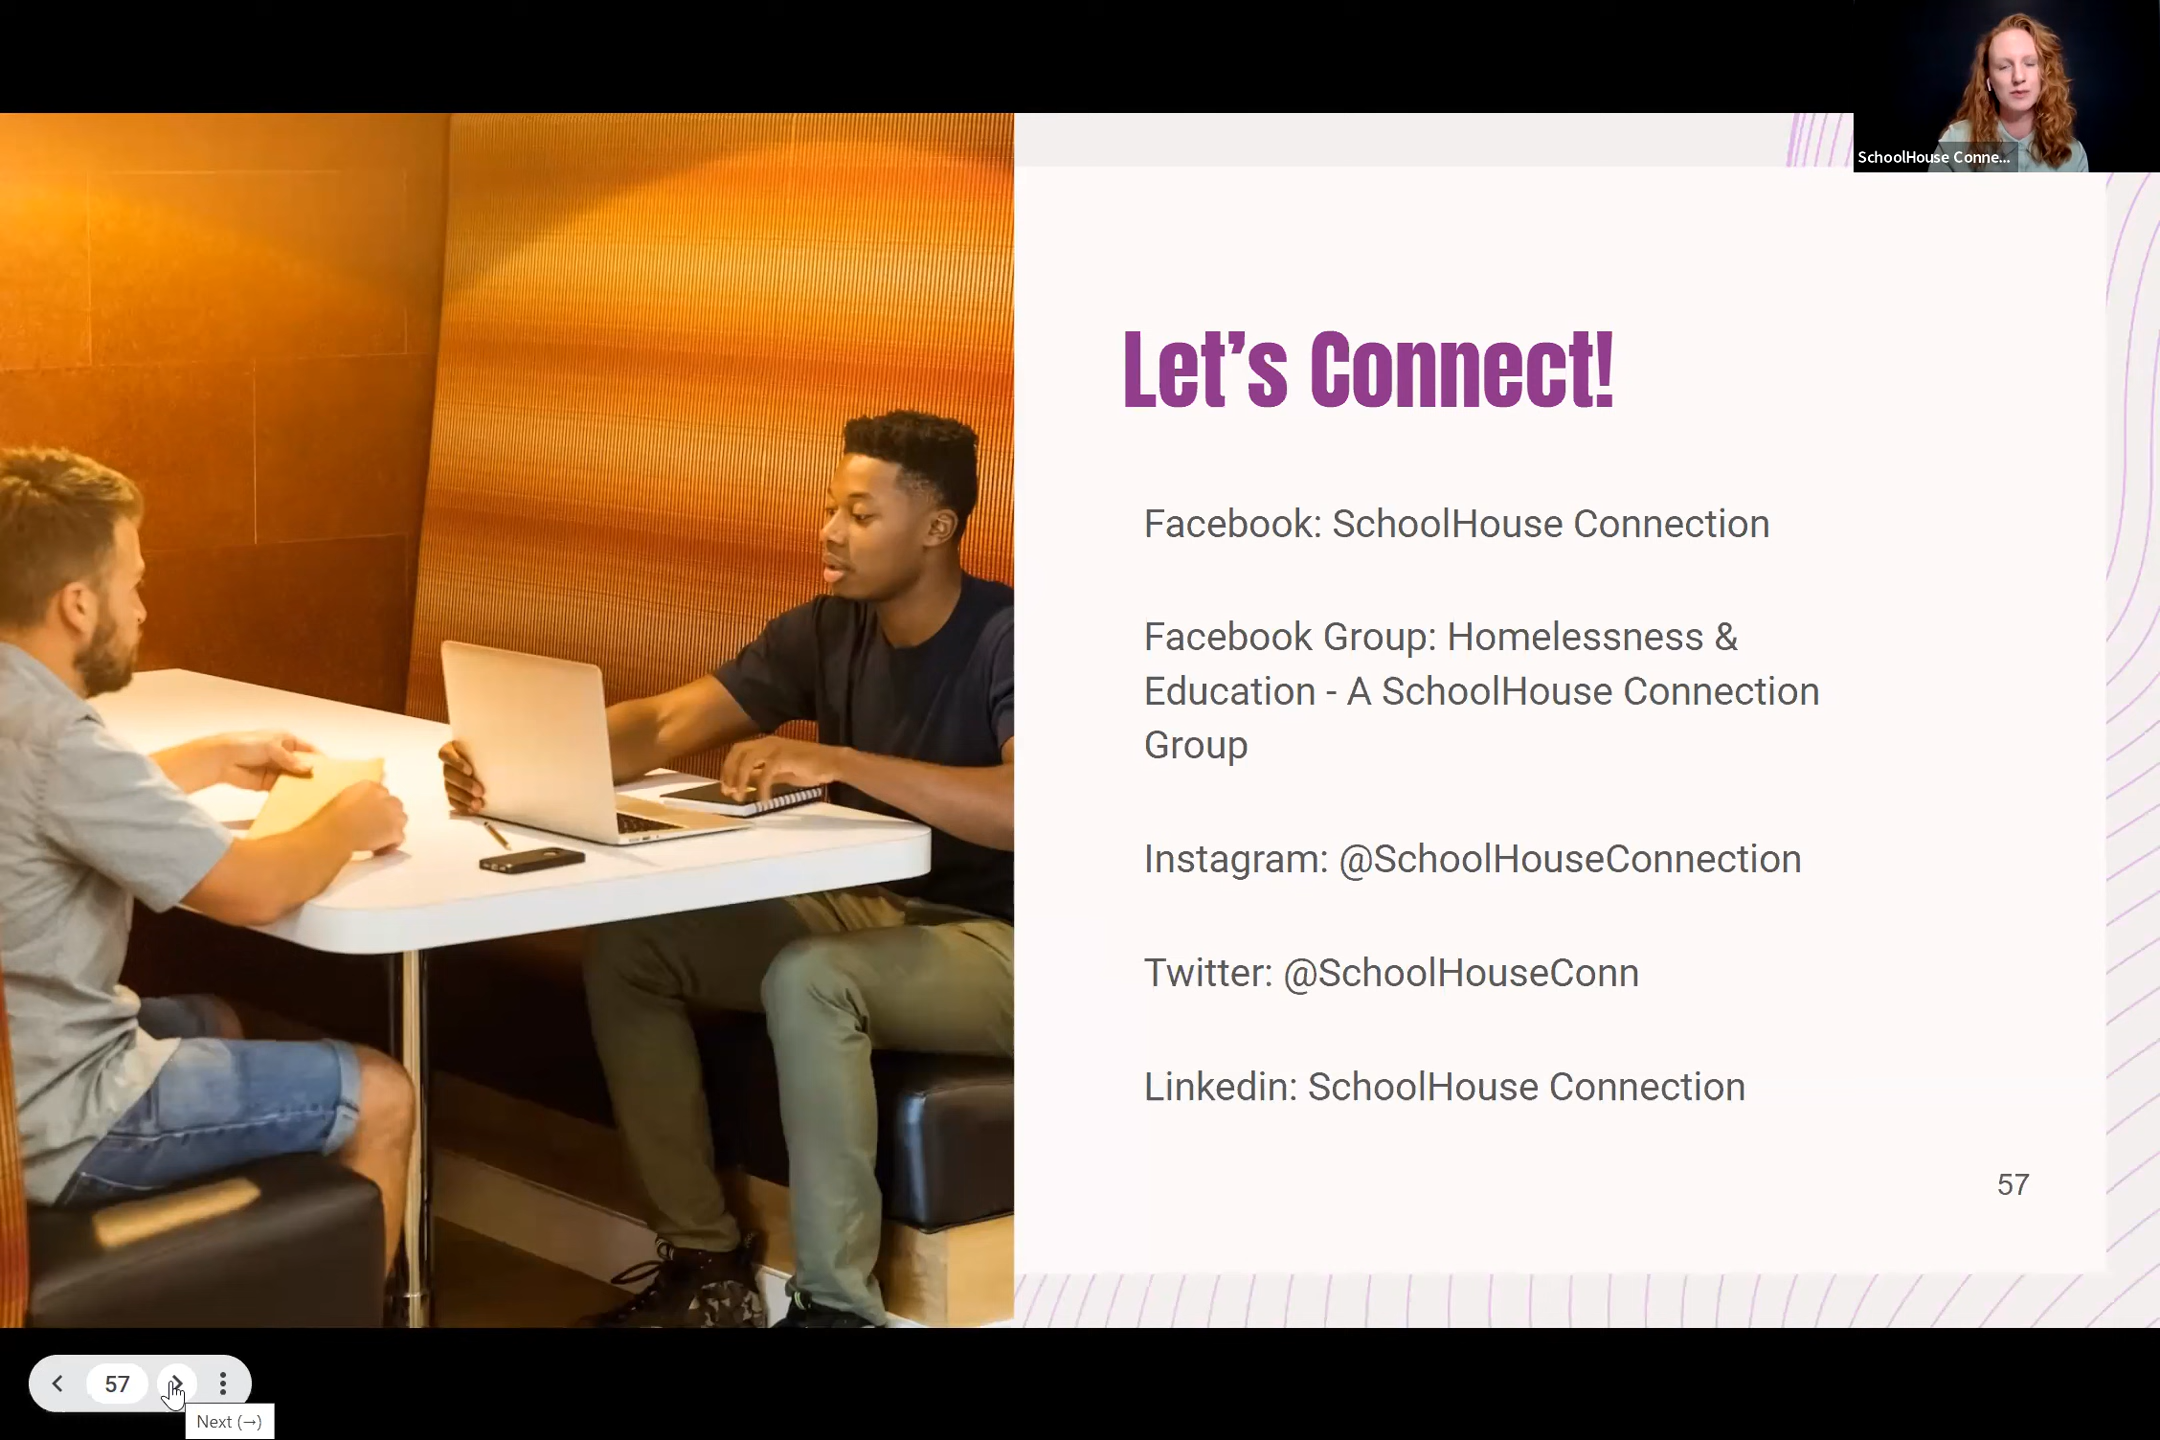 SchoolHouse Conne...
Let’s Connect!
Facebook: SchoolHouse Connection
Facebook Group: Homelessness &
Education - A SchoolHouse Connection
Group
Instagram: @SchoolHouseConnection
Twitter: @SchoolHouseConn
Linkedin: SchoolHouse Connection
57
57
Next (→)